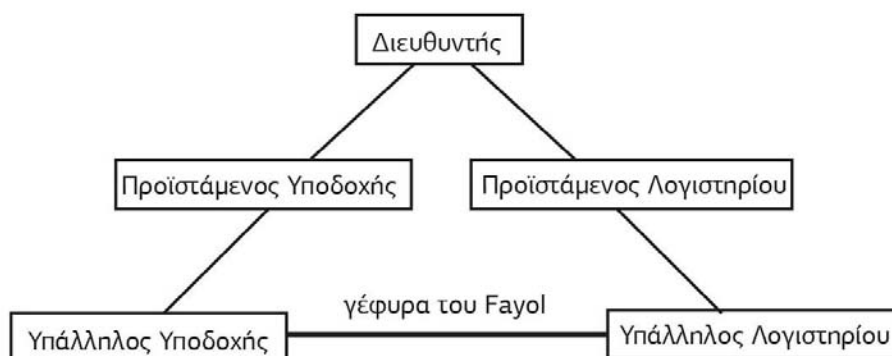 Διευθυντής
Προϊστάμενος Υποδοχής
Προϊστάμενος Λογιστηρίου
γέφυρα του Fayol
Υπάλληλος Υποδοχής
Υπάλληλος Λογιστηρίου